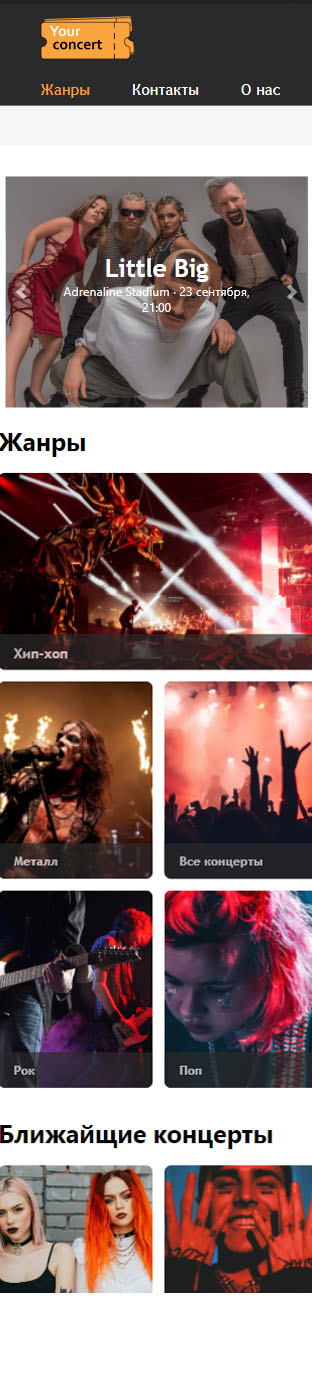 Your
concert
Жанры Контакты О нас
Little Big
Adrenaline Stadium · 23 сентября,
21:00
Жанры
Хип-хоп
Металл Все концерты
Рок Поп
Ближайщие концерты